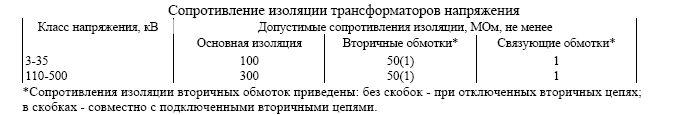 Сопротивление изоляции трансформаторов напряжения
Класс напряжения, кВ Допустимые сопротивления изоляции, МОм, не менее
Основная изоляция Вторичные обмотки* Связующие обмотки*
3-35 100 50(1) 1
110-500 300 50(1) 1
*Сопротивления изоляции вторичных обмоток приведены: без скобок - при отключенных вторичных цепях;
в скобках - совместно с подключенными вторичными цепями.